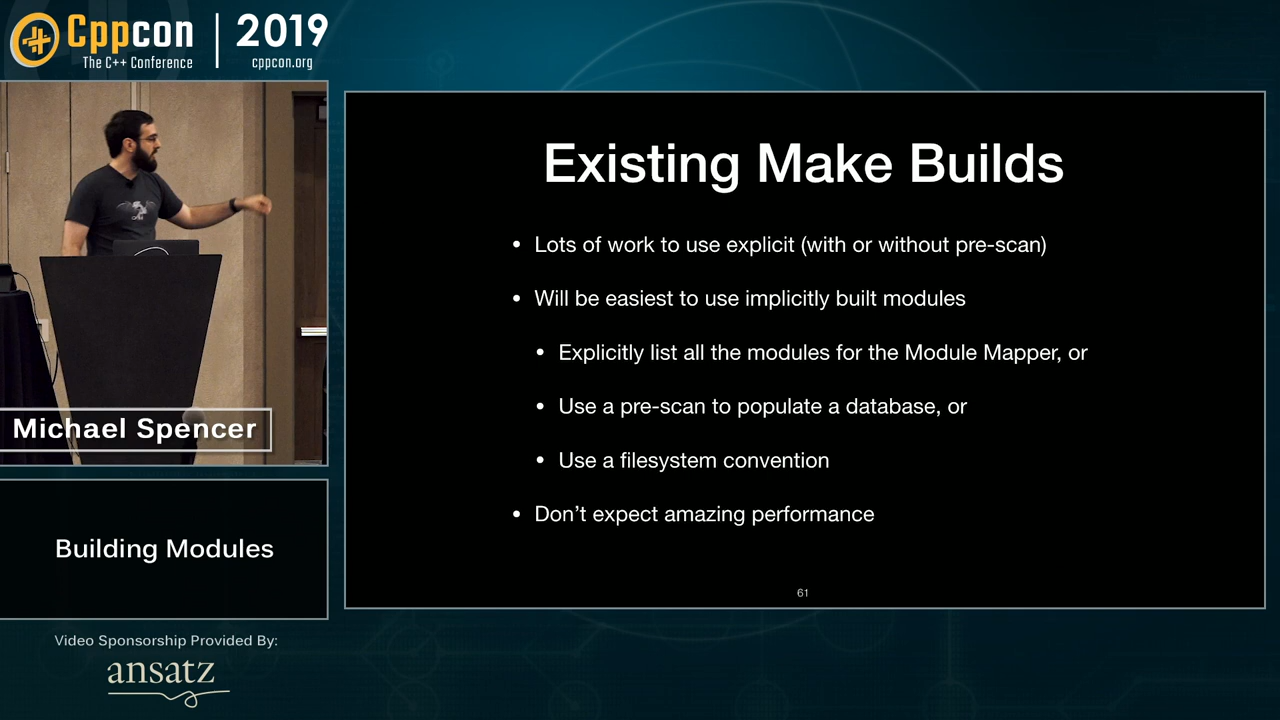 Cppcon
The C++ Conference
2019
cppcon.org
Existing Make Builds
• Lots of work to use explicit (with or without pre-scan)
• Will be easiest to use implicitly built modules
• Explicitly list all the modules for the Module Mapper, or
• Use a pre-scan to populate a database, or
• Use a filesystem convention
• Don’t expect amazing performance
61
Michael Spencer
Building Modules
Video Sponsorship Provided By:
ansatz